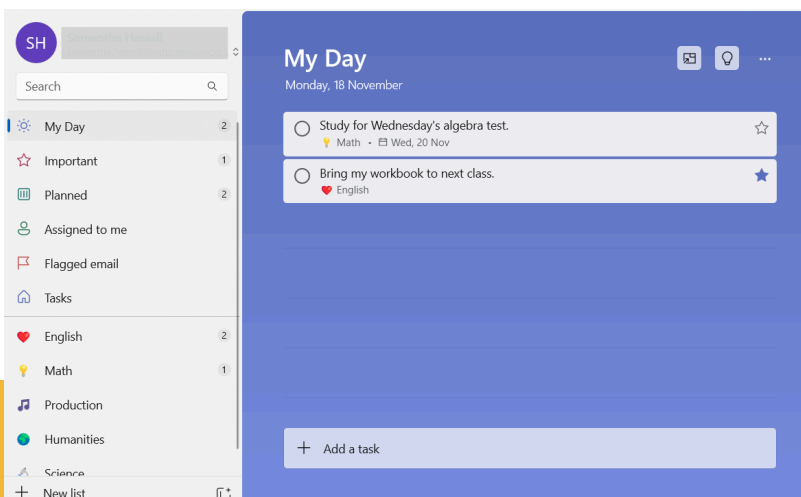 SH
Search
My Day 2
Important 1
Planned 2
Assigned to me
Flagged email
Tasks
English 2
Math 1
Production
Humanities
Science
New list
My Day
Monday, 18 November
Study for Wednesday's algebra test.
Math • Wed, 20 Nov
Bring my workbook to next class.
English
Add a task